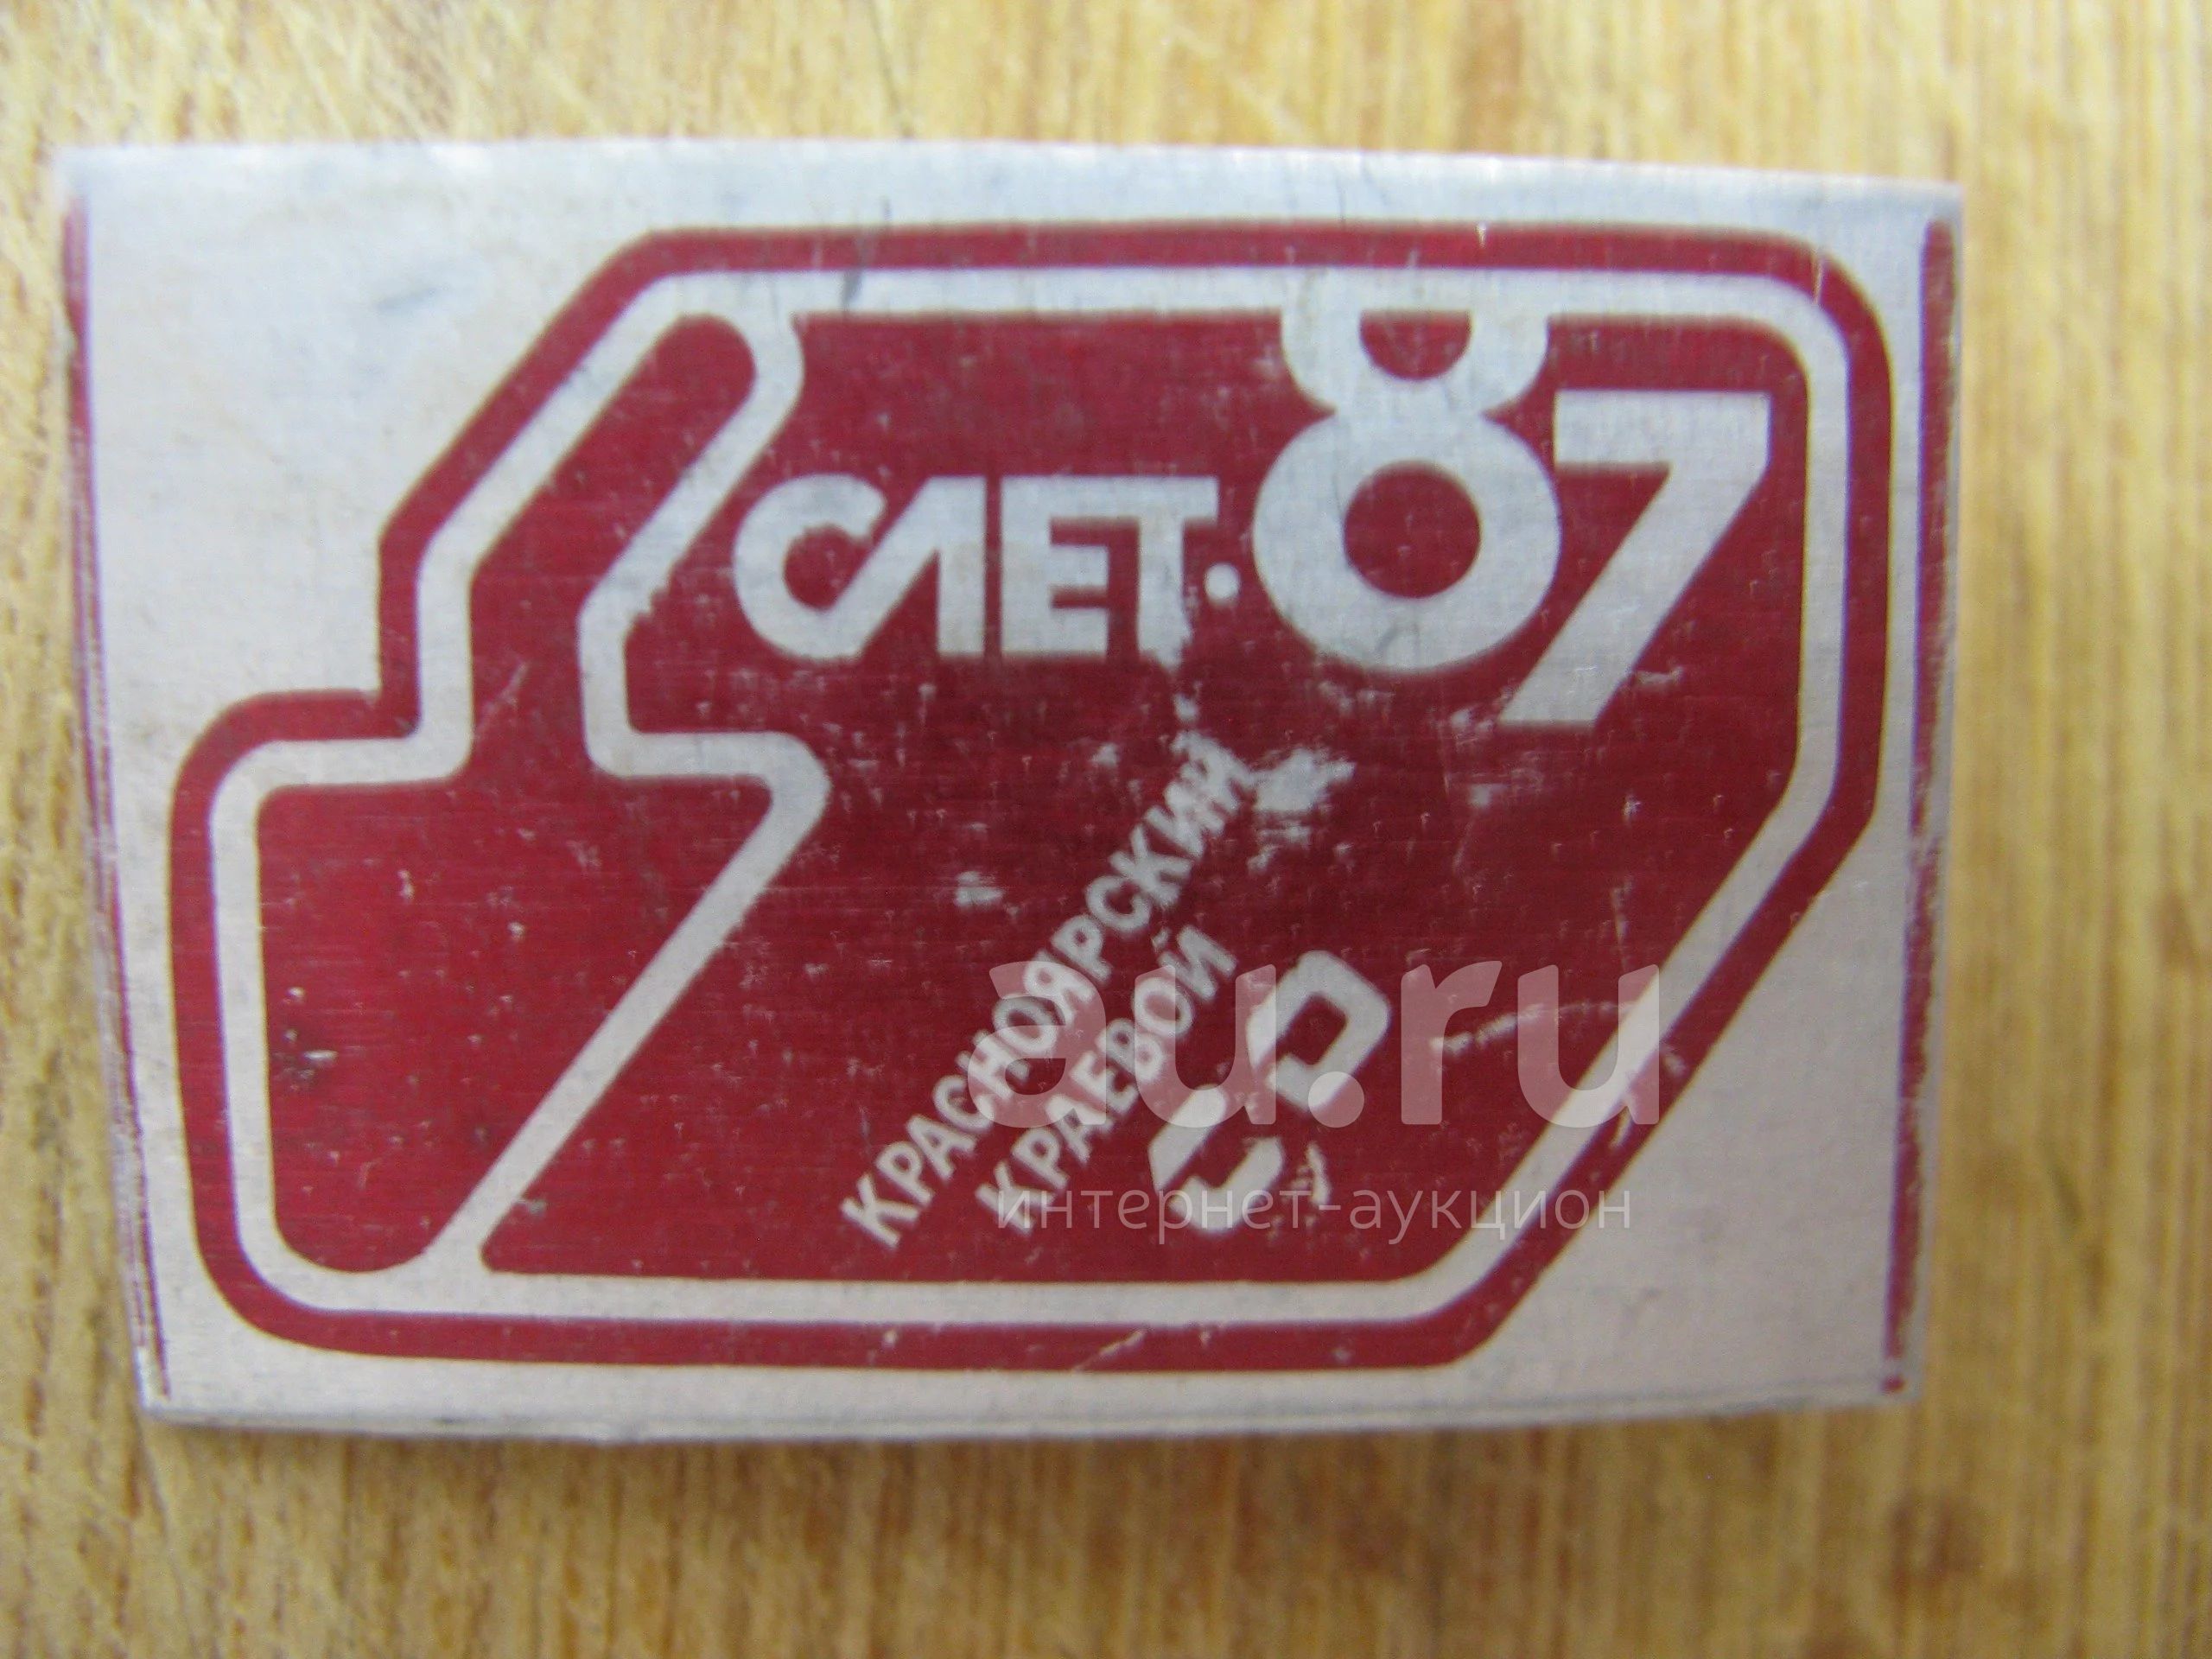 СЛЕТ·87
КРАСНОЯРСКИЙ
КРАЕВОЙ
au.ru
интернет-аукцион